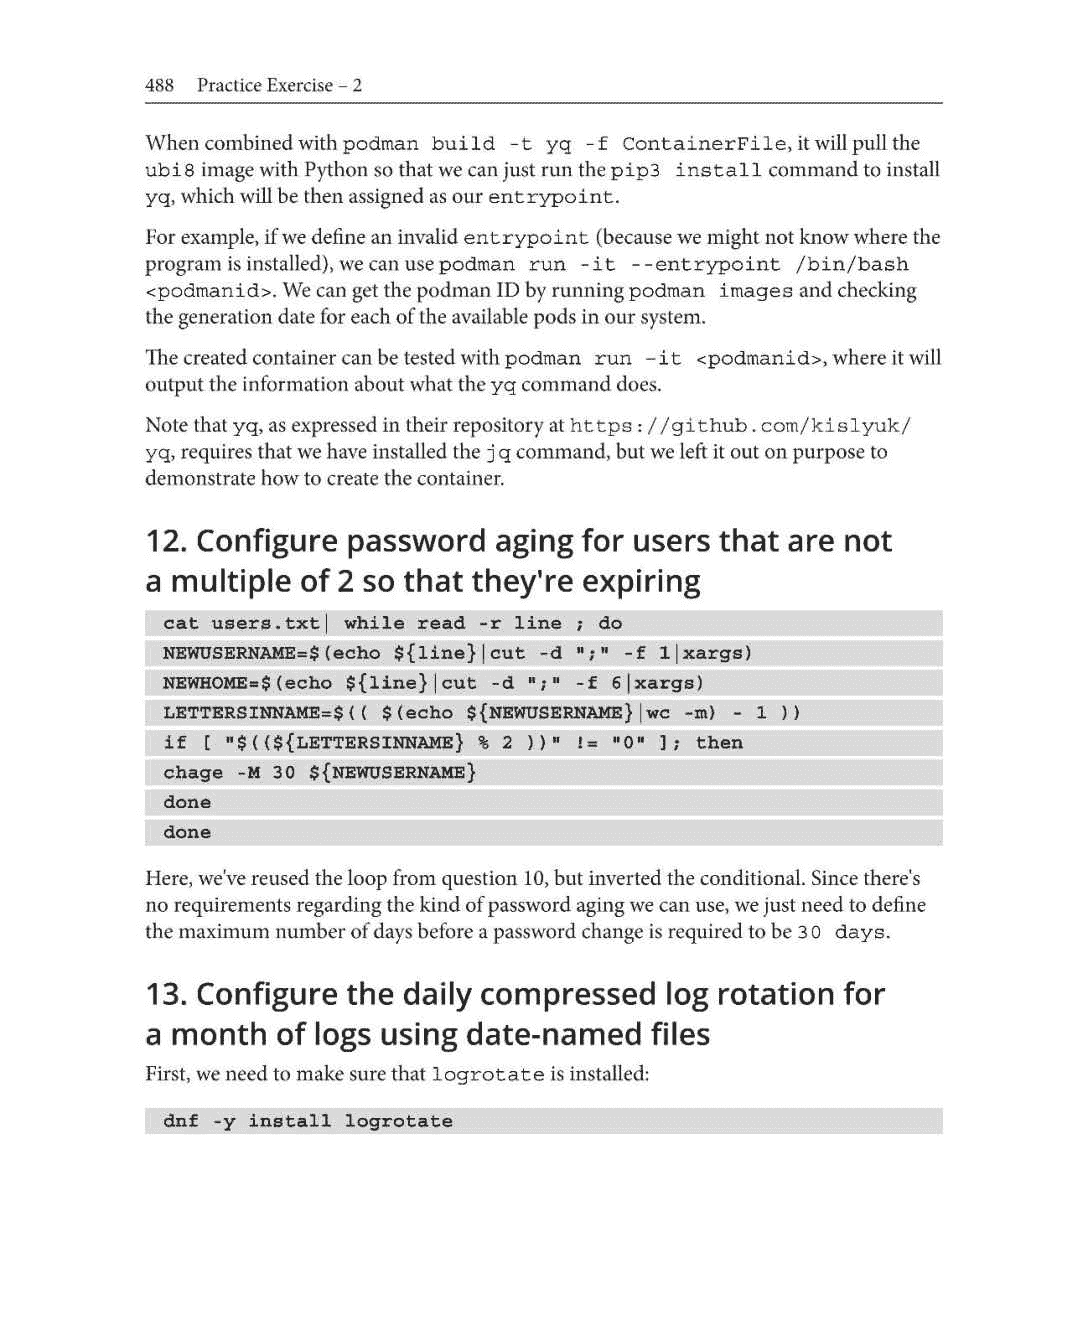 488 Practice Exercise – 2
When combined with podman build -t yq -f ContainerFile, it will pull the
ubi8 image with Python so that we can just run the pip3 install command to install
yq, which will be then assigned as our entrypoint.
For example, if we define an invalid entrypoint (because we might not know where the
program is installed), we can use podman run -it --entrypoint /bin/bash
<podmanid>. We can get the podman ID by running podman images and checking
the generation date for each of the available pods in our system.
The created container can be tested with podman run -it <podmanid>, where it will
output the information about what the yq command does.
Note that yq, as expressed in their repository at https://github.com/kislyuk/
yq, requires that we have installed the jq command, but we left it out on purpose to
demonstrate how to create the container.
12. Configure password aging for users that are not
a multiple of 2 so that they're expiring
cat users.txt| while read -r line ; do
NEWUSERNAME=$(echo ${line}|cut -d ";" -f 1|xargs)
NEWHOME=$(echo ${line}|cut -d ";" -f 6|xargs)
LETTERSINNAME=$(( $(echo ${NEWUSERNAME}|wc -m) - 1 ))
if [ "$((${LETTERSINNAME} % 2 ))" != "0" ]; then
chage -M 30 ${NEWUSERNAME}
done
done
Here, we've reused the loop from question 10, but inverted the conditional. Since there's
no requirements regarding the kind of password aging we can use, we just need to define
the maximum number of days before a password change is required to be 30 days.
13. Configure the daily compressed log rotation for
a month of logs using date-named files
First, we need to make sure that logrotate is installed:
dnf -y install logrotate